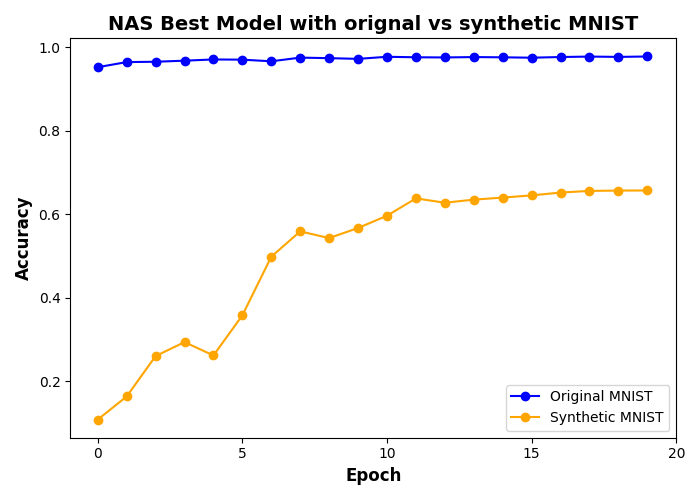 NAS Best Model with orignal vs synthetic MNIST
1.0
0.8
0.6
0.4
0.2
Accuracy
0 5 10 15 20
Epoch
Original MNIST
Synthetic MNIST